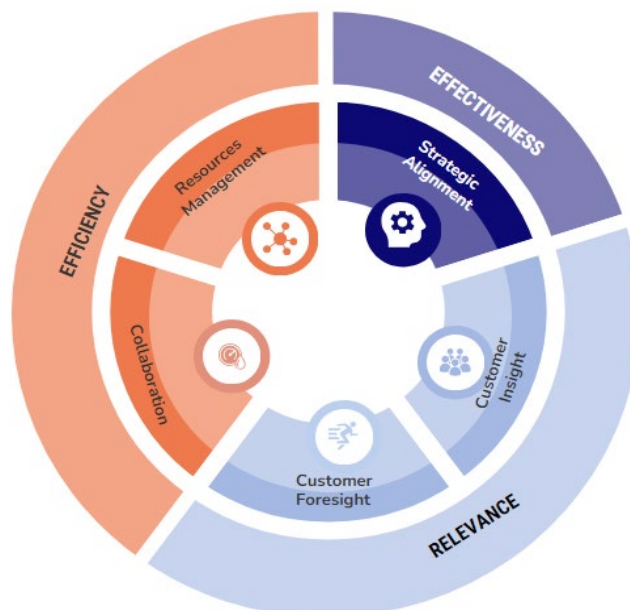 EFFECTIVENESS
Strategic
Alignment
Customer
Insight
RELEVANCE
Customer
Foresight
Collaboration
EFFICIENCY
Resources
Management